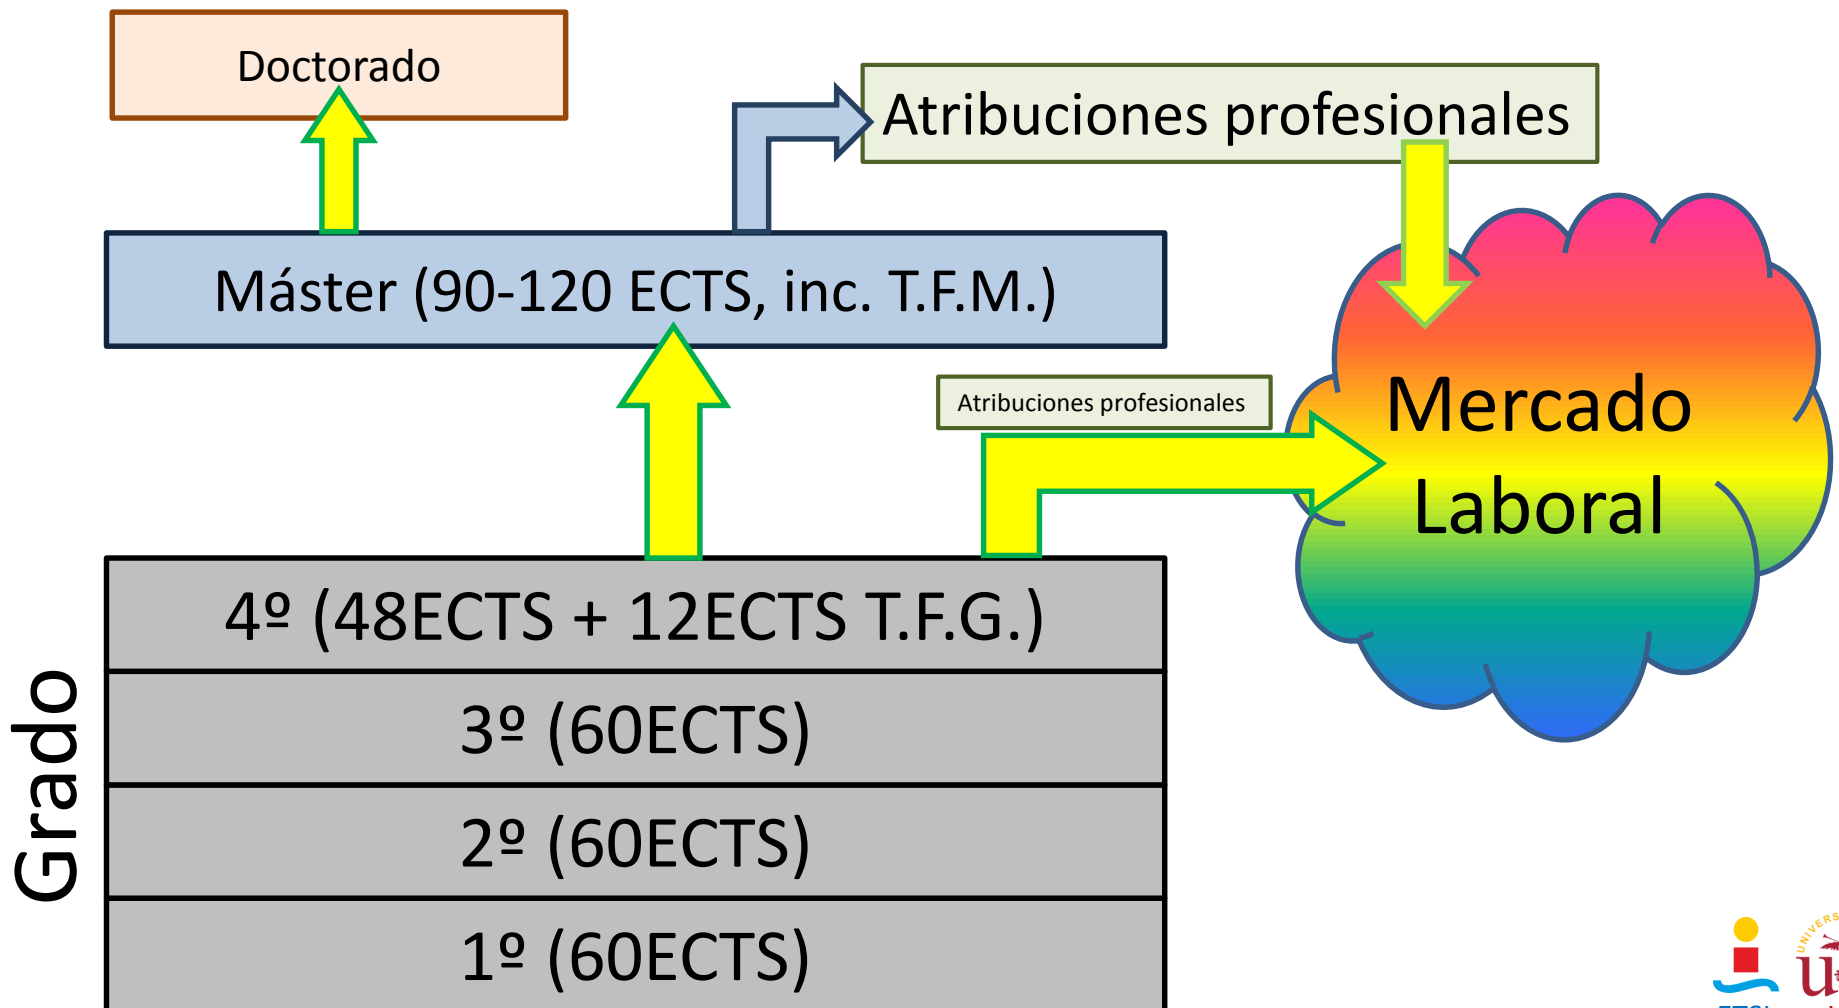 Doctorado
Atribuciones profesionales
Máster (90-120 ECTS, inc. T.F.M.)
Atribuciones profesionales
Mercado
Laboral
4º (48ECTS + 12ECTS T.F.G.)
3º (60ECTS)
2º (60ECTS)
1º (60ECTS)
Grado